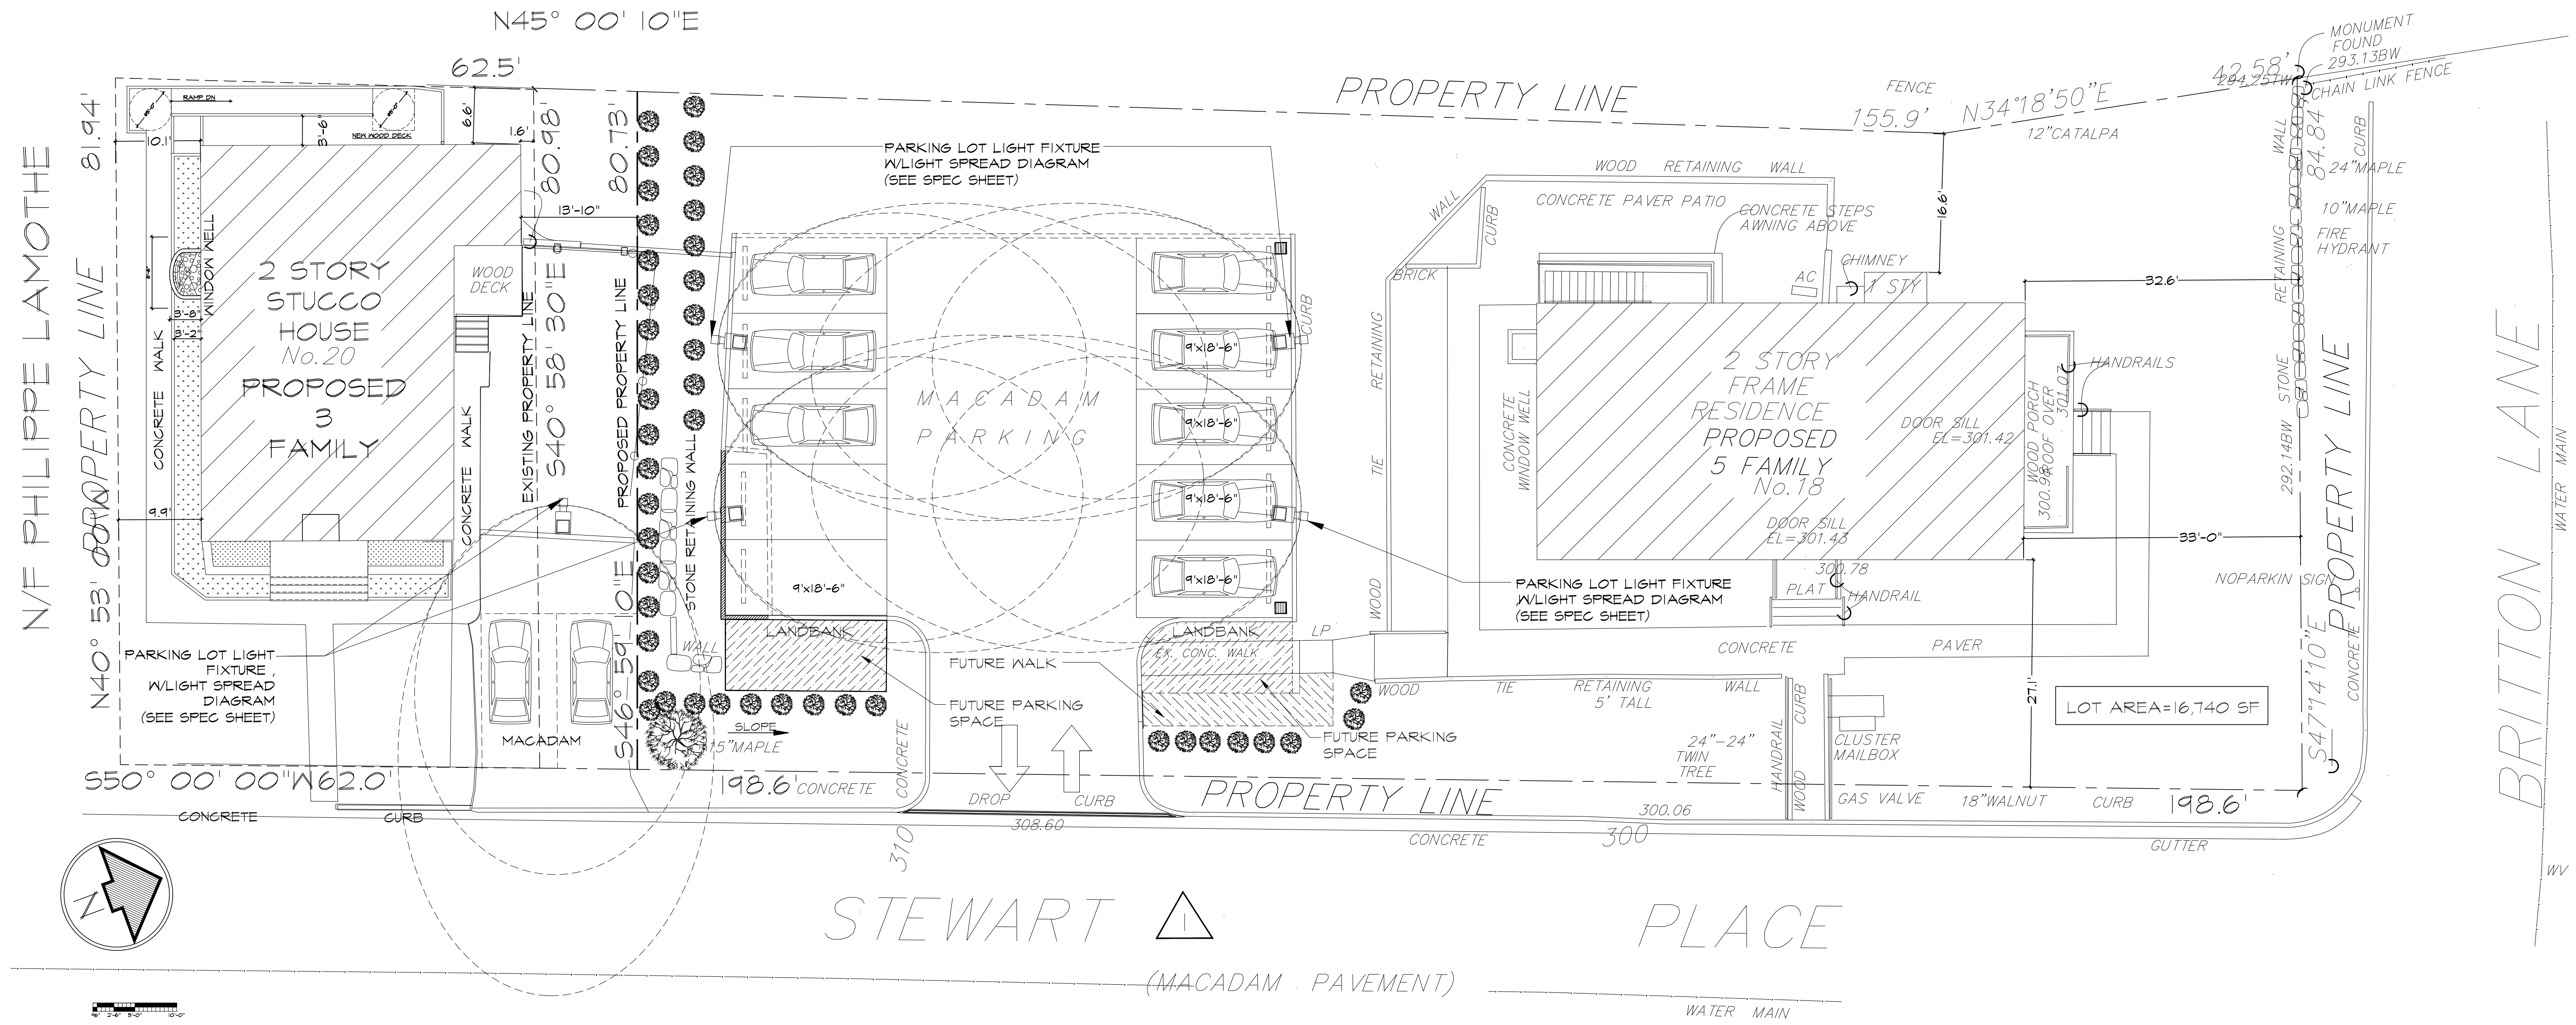 N45° 00' 10"E
62.5'
81.94'
RAMP DN
NEW WOOD DECK
10.1'
3'-6"
6.6'
1.6'
80.98'
80.73'
N/F PHILIPPE LAMOTHE
PROPERTY LINE
N40° 53'
CONCRETE WALK
WINDOW WELL
3'-8"
3'-2"
9.9'
2 STORY
STUCCO
HOUSE
No.20
PROPOSED
3
FAMILY
WOOD
DECK
CONCRETE WALK
13'-10"
EXISTING PROPERTY LINE
S40° 58' 30"E
PROPOSED PROPERTY LINE
S46° 59' 10"E
STONE RETAINING WALL
WALL
PARKING LOT LIGHT FIXTURE
W/LIGHT SPREAD DIAGRAM
(SEE SPEC SHEET)
MACADAM
PARKING
9'x18'-6"
9'x18'-6"
9'x18'-6"
9'x18'-6"
9'x18'-6"
CURB
LANDBANK
LANDBANK
EX. CONC. WALK
LP
FUTURE WALK
FUTURE PARKING
SPACE
FUTURE PARKING
SPACE
PARKING LOT LIGHT
FIXTURE,
W/LIGHT SPREAD
DIAGRAM
(SEE SPEC SHEET)
MACADAM
SLOPE
15"MAPLE
S50° 00' 00"W62.0'
CONCRETE
CURB
198.6'
CONCRETE
CONCRETE
DROP
CURB
308.60
310
PROPERTY LINE
PROPERTY LINE
155.9'
FENCE
N34°18'50"E
12"CATALPA
42.58'
294.25TW
MONUMENT
FOUND
293.13BW
CHAIN LINK FENCE
84.84'
WALL
CURB
24"MAPLE
10"MAPLE
FIRE
HYDRANT
WOOD RETAINING WALL
CONCRETE PAVER PATIO
CONCRETE STEPS
AWNING ABOVE
WALL
CURB
BRICK
AC
CHIMNEY
1 STY
16.6'
32.6'
WOOD TIE RETAINING
CONCRETE
WINDOW WELL
2 STORY
FRAME
RESIDENCE
PROPOSED
5 FAMILY
No.18
DOOR SILL
EL=301.42
DOOR SILL
EL=301.43
WOOD PORCH
ROOF OVER
301.07
300.98
HANDRAILS
33'-0"
292.14BW STONE RETAINING
PROPERTY LINE
S47°14'10"E
NOPARKIN SIGN
CONCRETE
PARKING LOT LIGHT FIXTURE
,W/LIGHT SPREAD DIAGRAM
(SEE SPEC SHEET)
300.78
PLAT
HANDRAIL
CONCRETE PAVER
WOOD TIE RETAINING WALL
5' TALL
24"-24"
TWIN
TREE
HANDRAIL
WOOD CURB
CLUSTER
MAILBOX
27.1'
LOT AREA=16,740 SF
GAS VALVE
18"WALNUT
CURB
198.6'
300.06
300
CONCRETE
GUTTER
BRITTON LANE
WATER MAIN
WV
N
STEWART
1
PLACE
(MACADAM PAVEMENT)
WATER MAIN
2'-6" 5'-0" 10'-0"